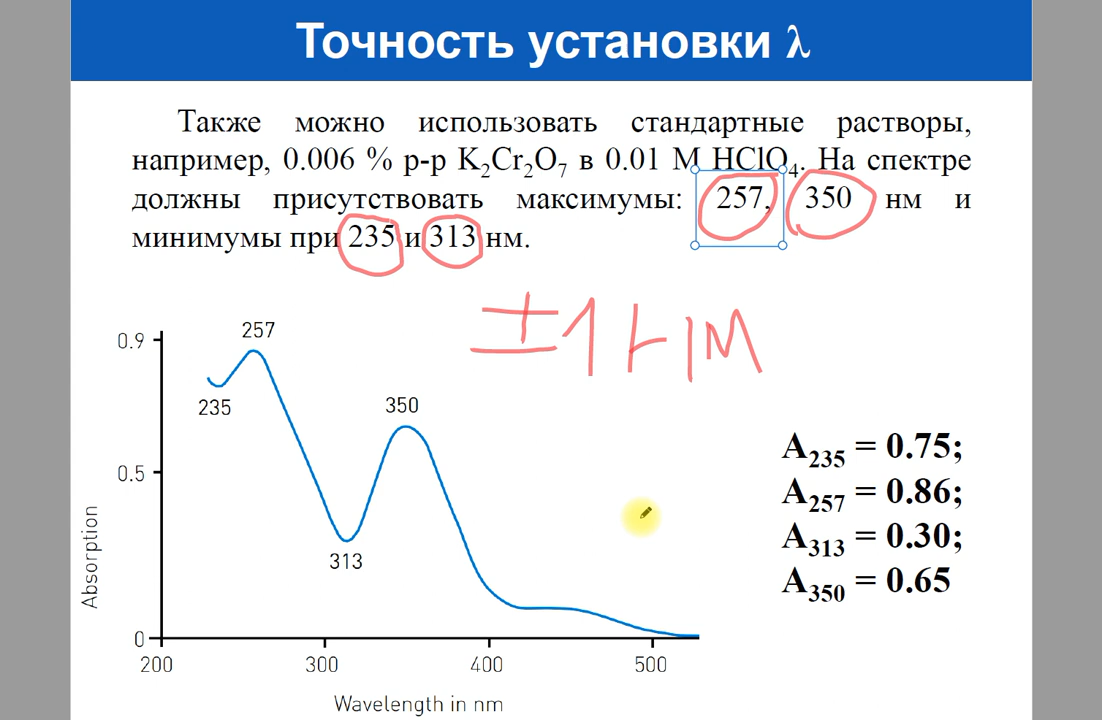 Точность установки λ
Также можно использовать стандартные растворы,
например, 0.006 % р-р K₂Cr₂O₇ в 0.01 М HClO₄. На спектре
должны присутствовать максимумы: 257, 350 нм и
минимумы при 235 и 313 нм.
±1 нм
0.9
257
235
350
0.5
313
0
Absorption
200
300
400
500
Wavelength in nm
A₂₃₅ = 0.75;
A₂₅₇ = 0.86;
A₃₁₃ = 0.30;
A₃₅₀ = 0.65